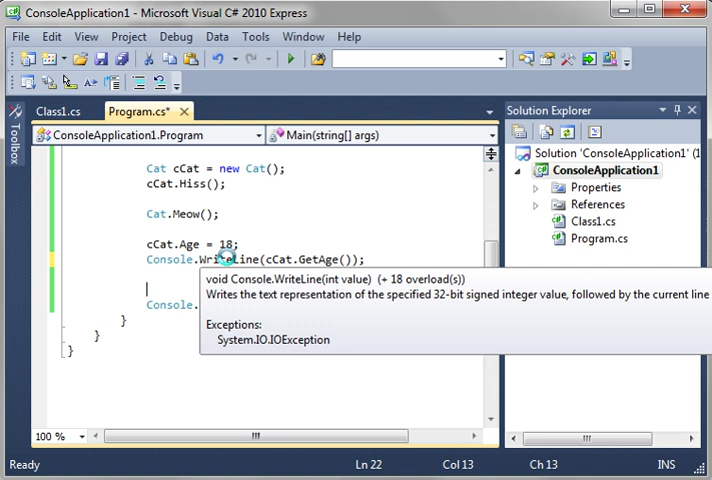 ConsoleApplication1 - Microsoft Visual C# 2010 Express
File Edit View Project Debug Data Tools Window Help
Class1.cs Program.cs*
ConsoleApplication1.Program Main(string[] args)
Toolbox
Cat cCat = new Cat();
cCat.Hiss();
Cat.Meow();
cCat.Age = 18;
Console.WriteLine(cCat.GetAge());
void Console.WriteLine(int value) (+ 18 overload(s))
Writes the text representation of the specified 32-bit signed integer value, followed by the current line
Exceptions:
System.IO.IOException
Console.
}
}
}
100 %
Solution Explorer
Solution 'ConsoleApplication1' (1
ConsoleApplication1
Properties
References
Class1.cs
Program.cs
Ready Ln 22 Col 13 Ch 13 INS